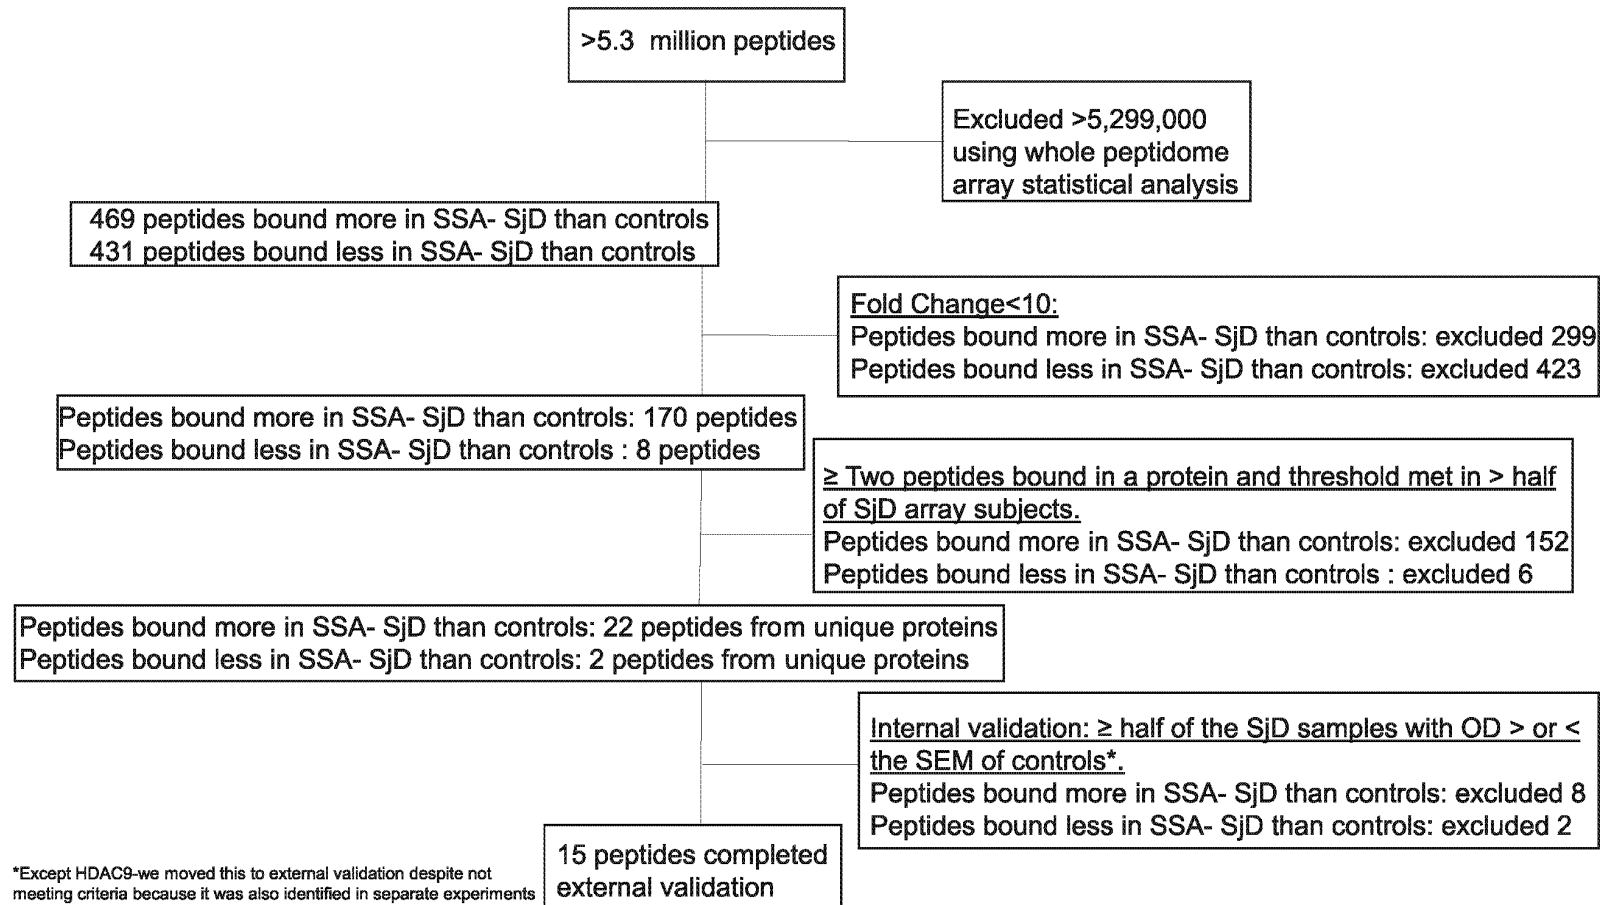 >5.3 million peptides
Excluded >5,299,000
using whole peptidome
array statistical analysis
469 peptides bound more in SSA- SjD than controls
431 peptides bound less in SSA- SjD than controls
Fold Change<10:
Peptides bound more in SSA- SjD than controls: excluded 299
Peptides bound less in SSA- SjD than controls: excluded 423
Peptides bound more in SSA- SjD than controls: 170 peptides
Peptides bound less in SSA- SjD than controls : 8 peptides
≥ Two peptides bound in a protein and threshold met in > half
of SjD array subjects.
Peptides bound more in SSA- SjD than controls: excluded 152
Peptides bound less in SSA- SjD than controls : excluded 6
Peptides bound more in SSA- SjD than controls: 22 peptides from unique proteins
Peptides bound less in SSA- SjD than controls: 2 peptides from unique proteins
Internal validation: ≥ half of the SjD samples with OD > or <
the SEM of controls*.
Peptides bound more in SSA- SjD than controls: excluded 8
Peptides bound less in SSA- SjD than controls: excluded 2
15 peptides completed
external validation
*Except HDAC9-we moved this to external validation despite not
meeting criteria because it was also identified in separate experiments